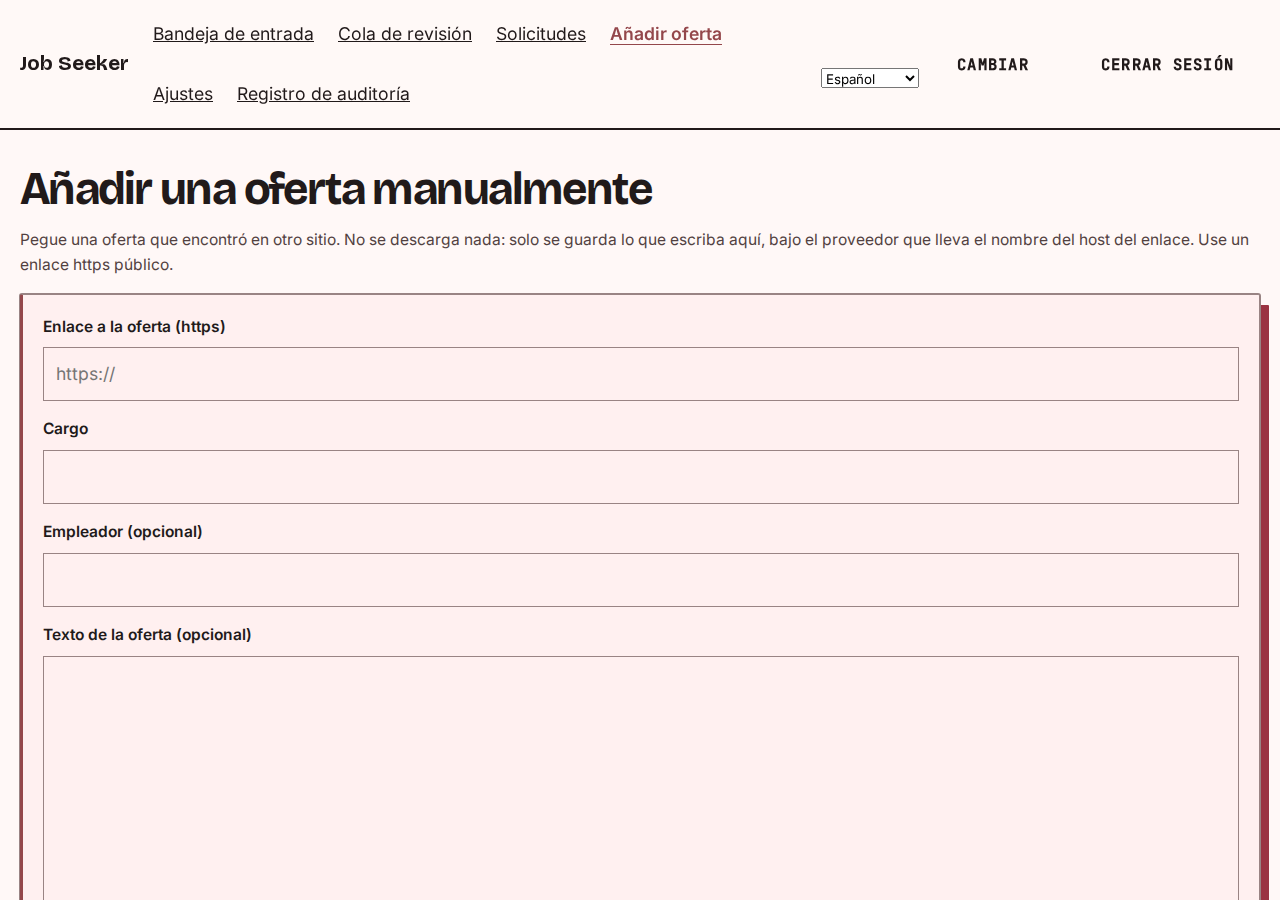 Job Seeker
Bandeja de entrada Cola de revisión Solicitudes Añadir oferta
Ajustes Registro de auditoría
Español
CAMBIAR
CERRAR SESIÓN
Añadir una oferta manualmente
Pegue una oferta que encontró en otro sitio. No se descarga nada: solo se guarda lo que escriba aquí, bajo el proveedor que lleva el nombre del host del enlace. Use un
enlace https público.
Enlace a la oferta (https)
https://
Cargo
Empleador (opcional)
Texto de la oferta (opcional)